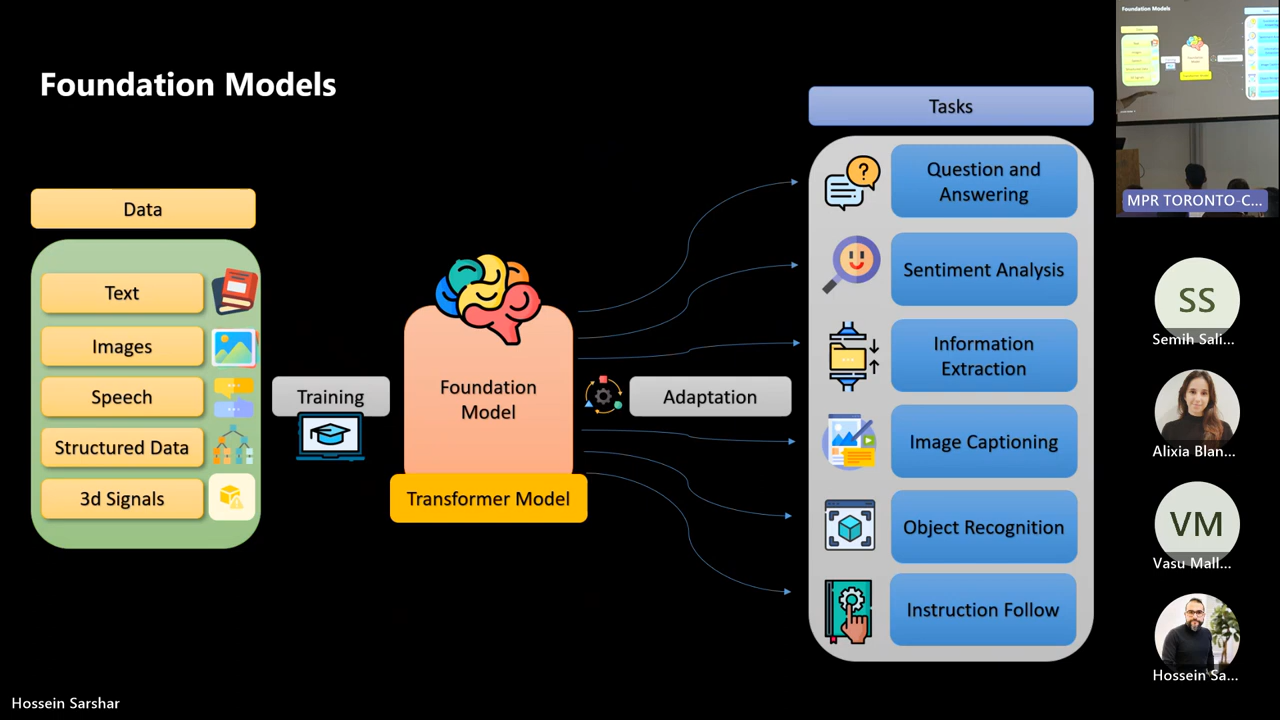 Foundation Models
Data
Text
Images
Speech
Structured Data
3d Signals
Training
Foundation
Model
Transformer Model
Adaptation
Tasks
Question and
Answering
Sentiment Analysis
Information
Extraction
Image Captioning
Object Recognition
Instruction Follow
Foundation Models
MPR TORONTO-C...
SS
Semih Sali...
Alixia Blan...
VM
Vasu Mall...
Hossein Sa...
Hossein Sarshar